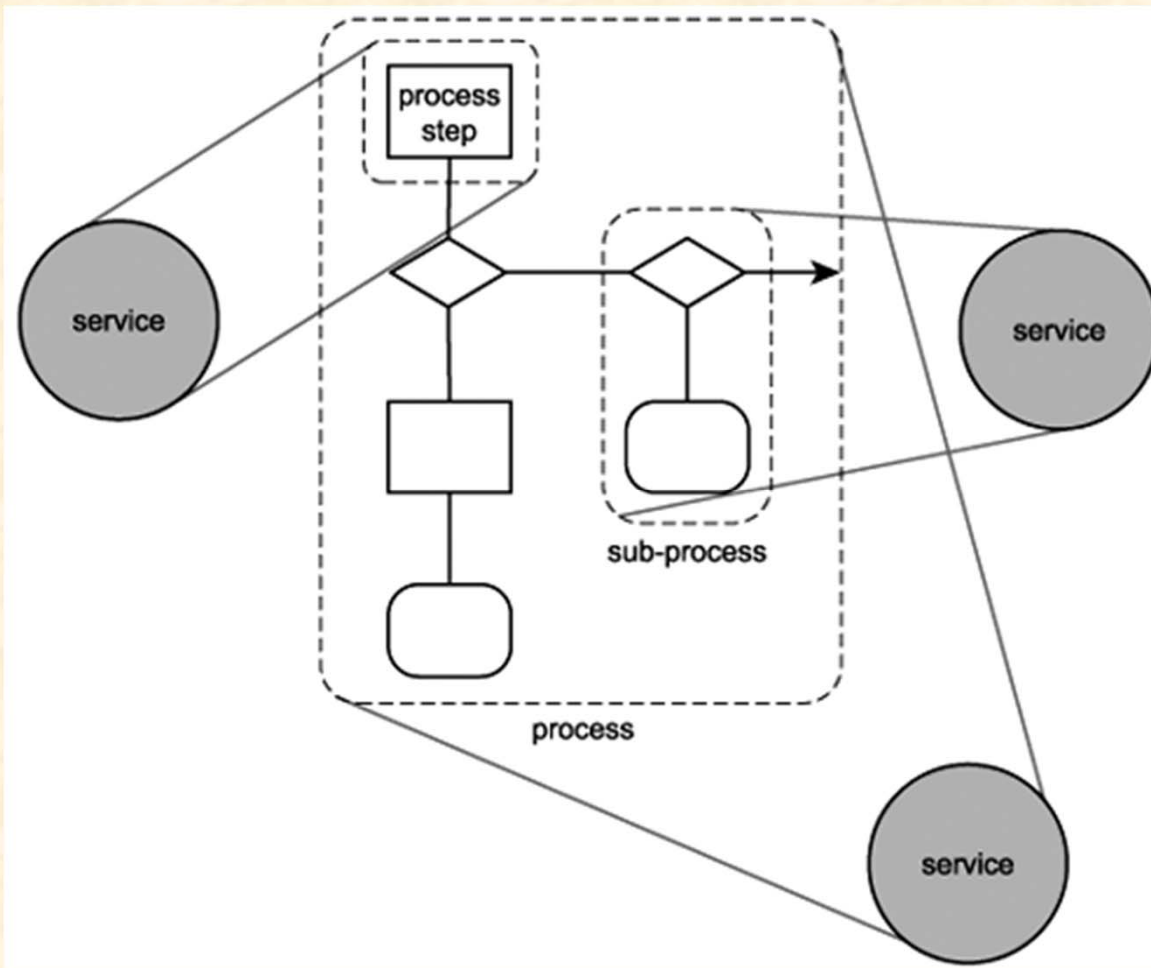 process
step
service
service
sub-process
process
service